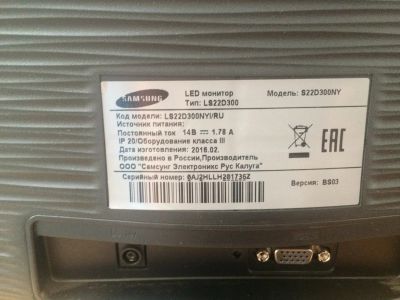 SAMSUNG
LED монитор
Модель: S22D300NY
Тип: LS22D300
Код модели: LS22D300NYI/RU
Источник питания:
Постоянный ток 14В 1.78 A
IP 20/Оборудование класса III
Дата изготовления: 2016.02.
Произведено в России,Производитель
ООО "Самсунг Электроникс Рус Калуга"
EAC
Серийный номер: 0AJ2HLLH201736Z
Версия: BS03